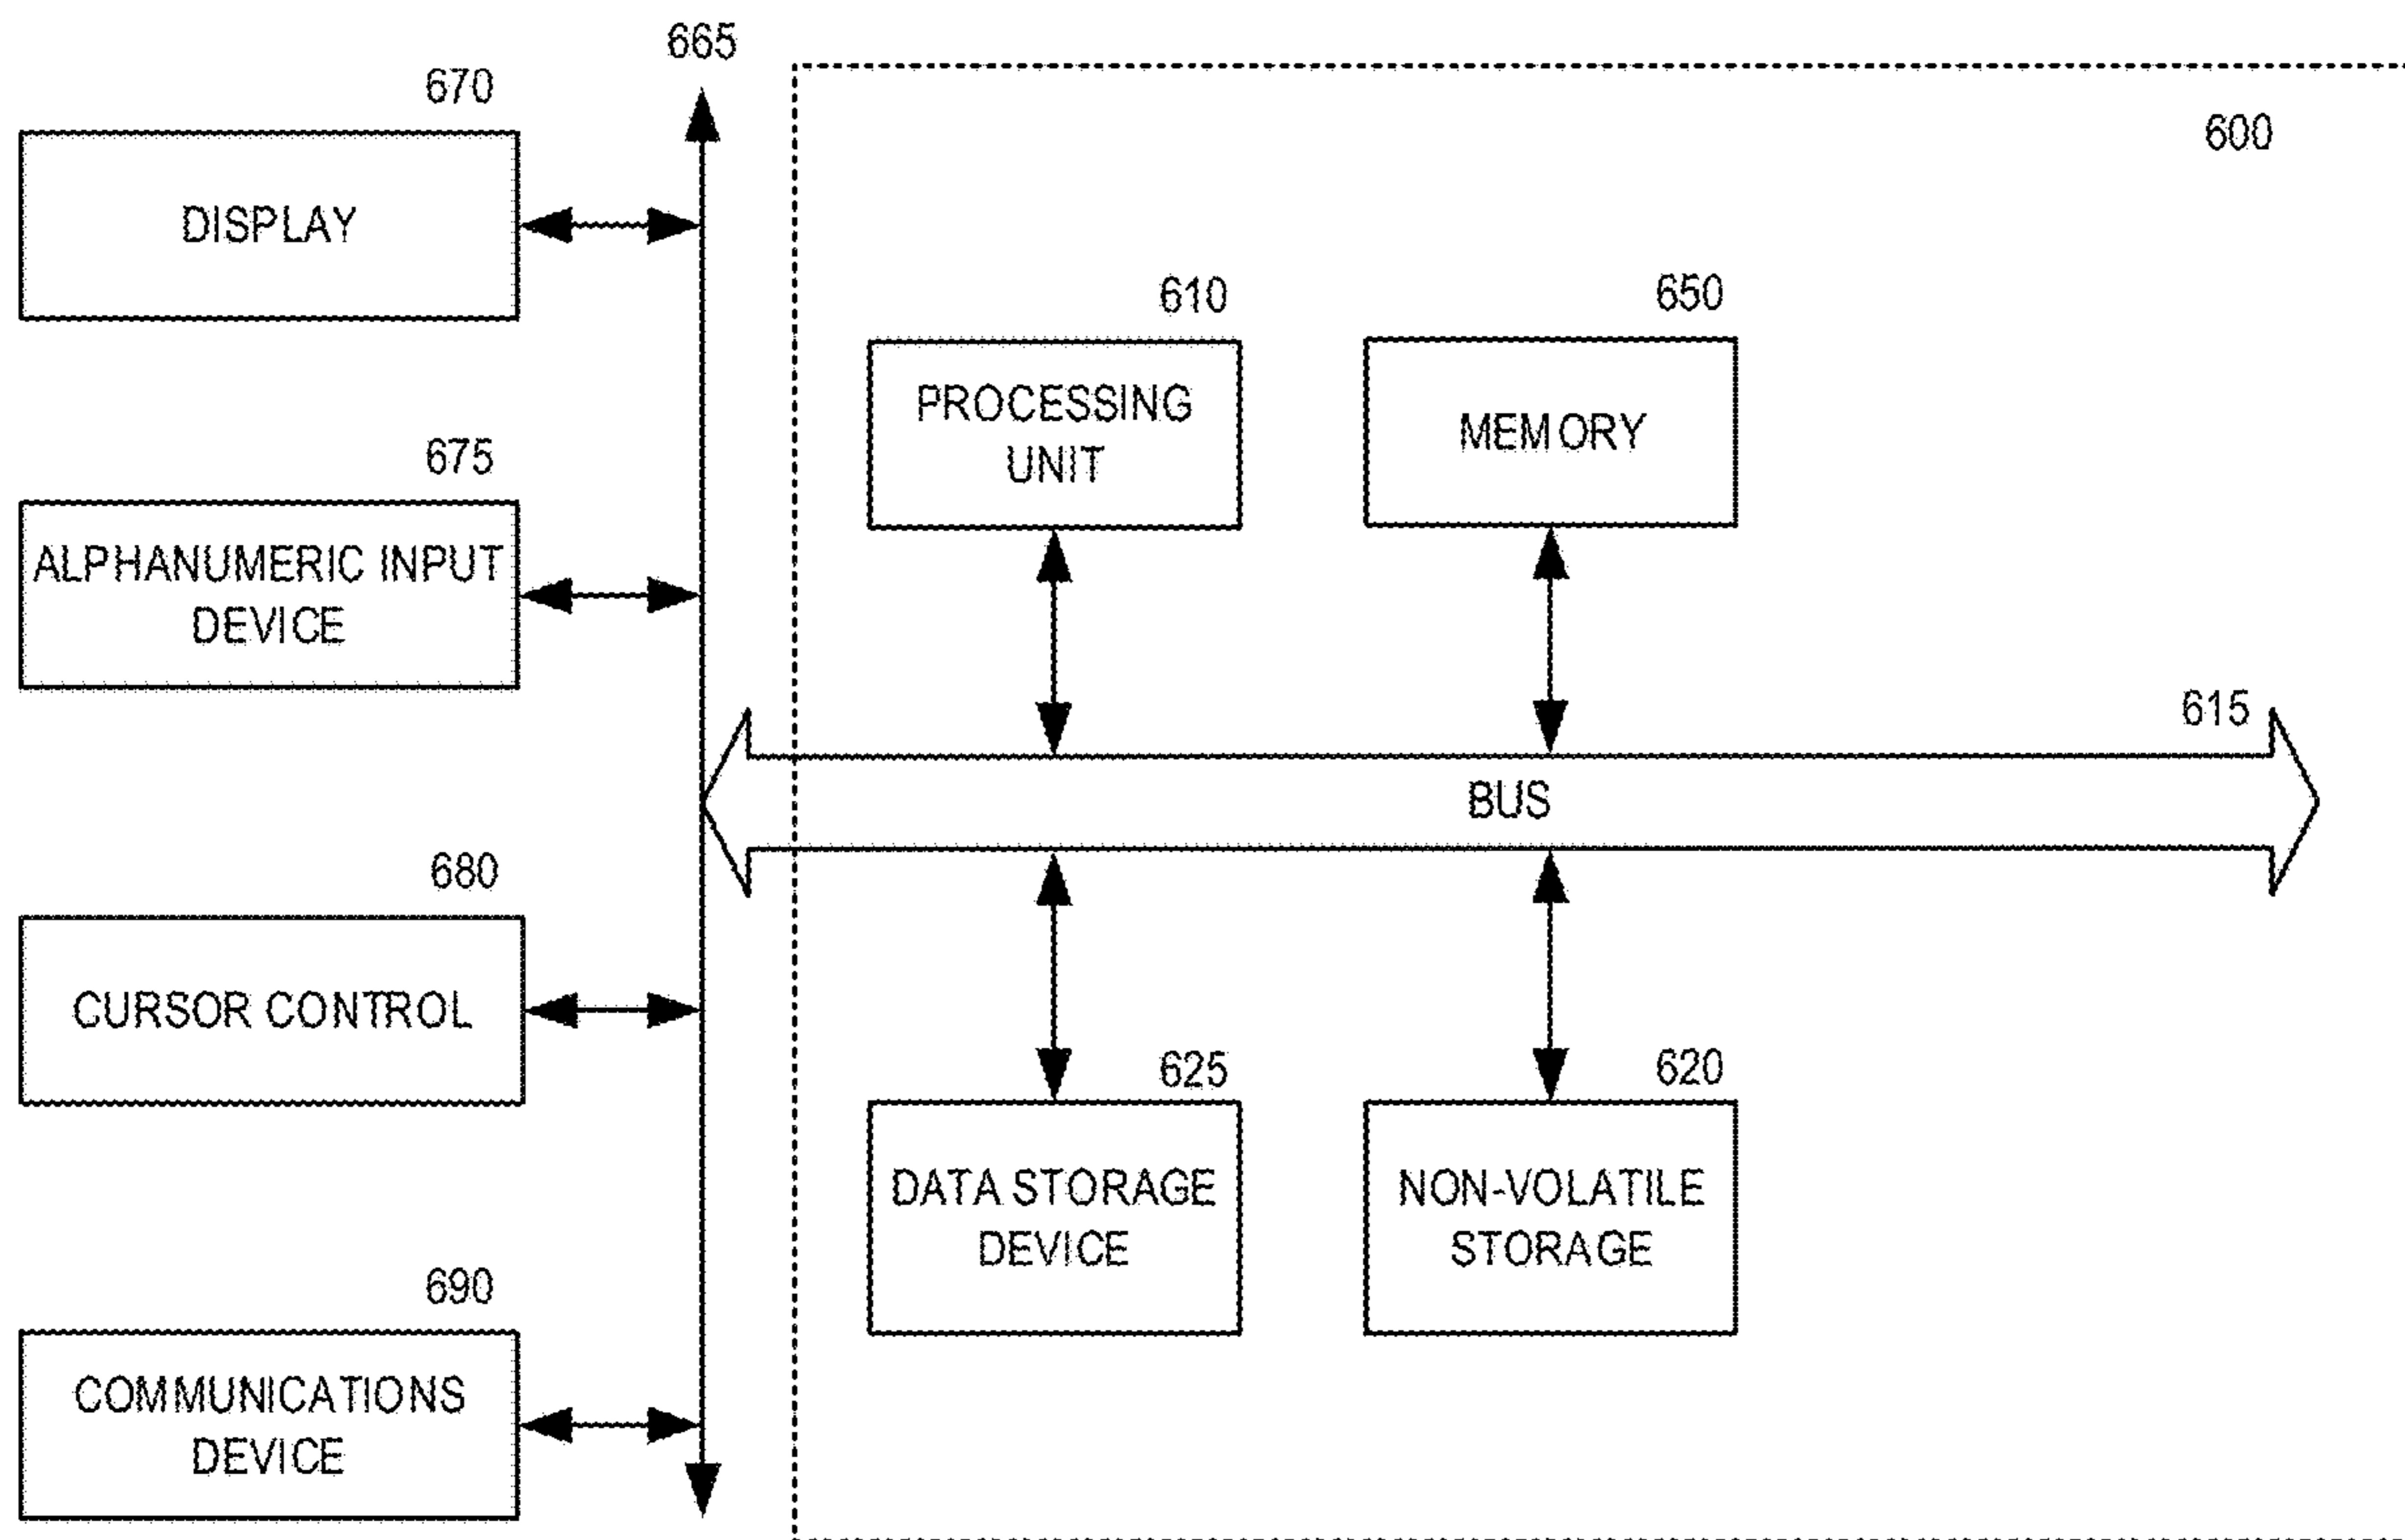 665
670
600
DISPLAY
610
650
PROCESSING
UNIT
MEMORY
675
ALPHANUMERIC INPUT
DEVICE
615
BUS
680
CURSOR CONTROL
625
620
DATA STORAGE
DEVICE
NON-VOLATILE
STORAGE
690
COMMUNICATIONS
DEVICE